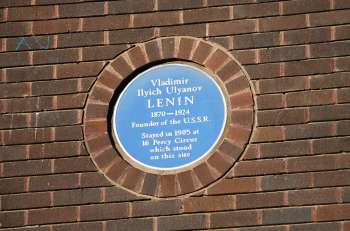 Vladimir
Ilyich Ulyanov
LENIN
1870–1924
Founder of the U.S.S.R.
Stayed in 1905 at
16 Percy Circus
which stood
on this site